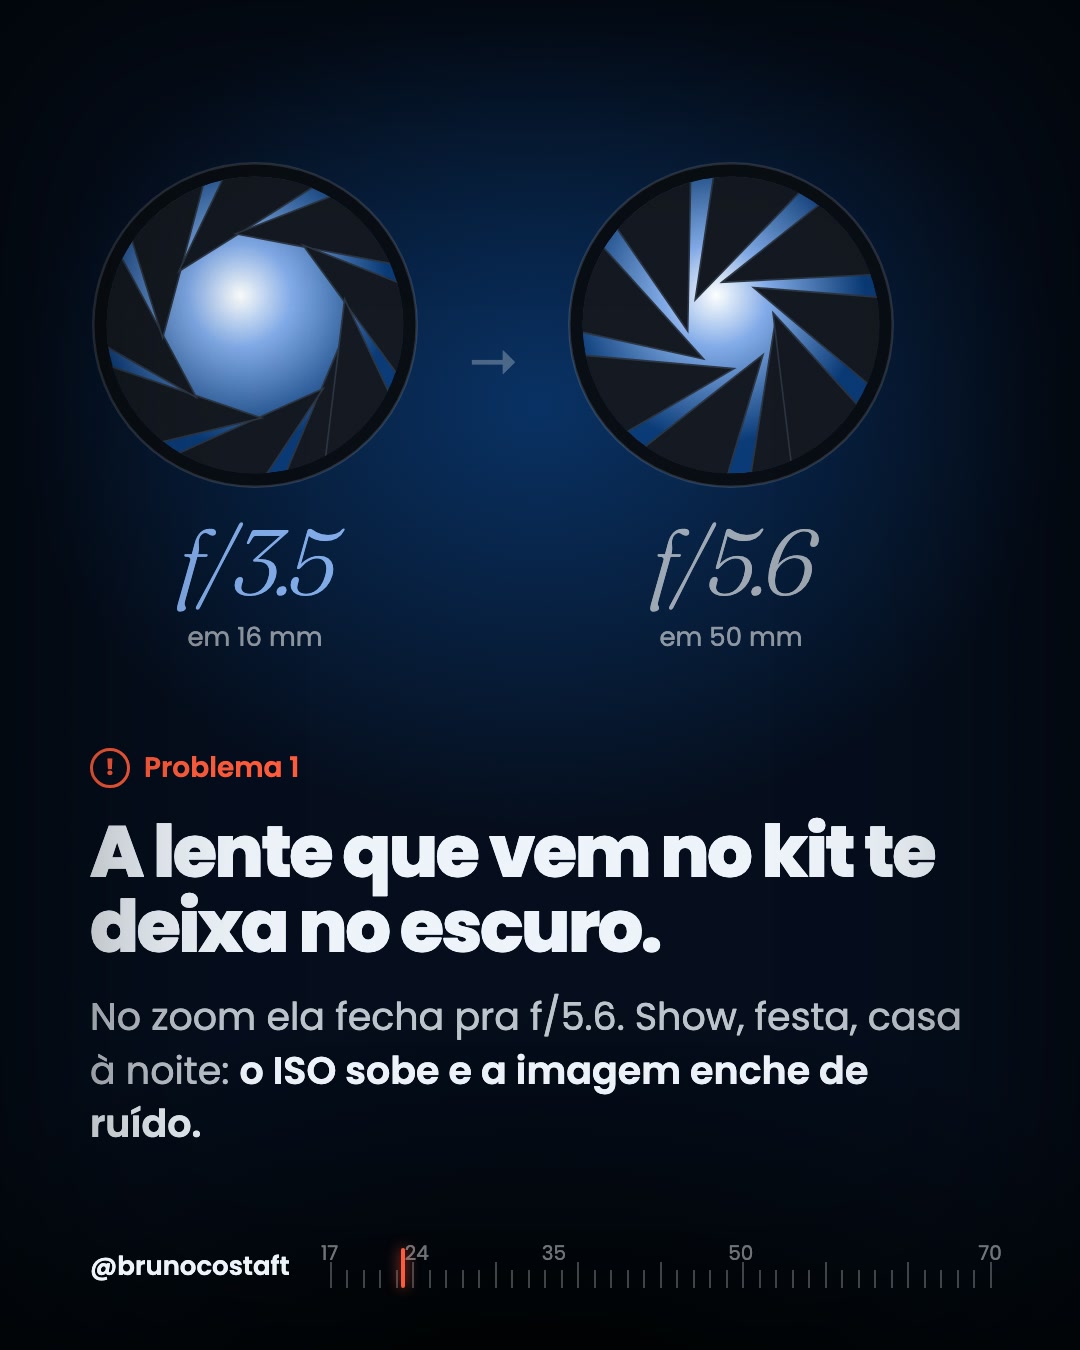 f/3.5
f/5.6
em 16 mm
em 50 mm
! Problema 1
A lente que vem no kit te
deixa no escuro.
No zoom ela fecha pra f/5.6. Show, festa, casa
à noite: o ISO sobe e a imagem enche de
ruído.
@brunocostaft
17 24 35 50 70